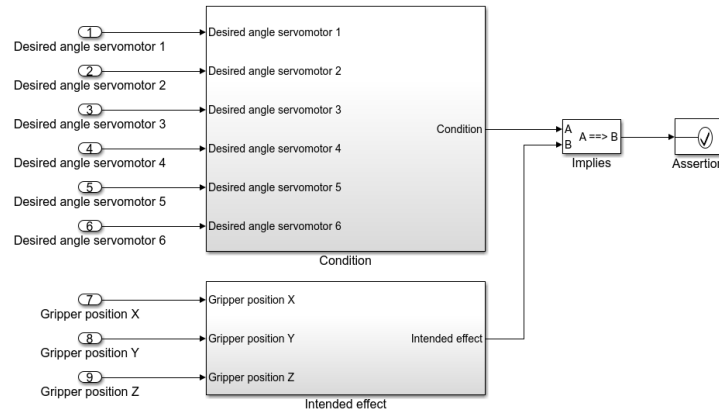 1
Desired angle servomotor 1
2
Desired angle servomotor 2
3
Desired angle servomotor 3
4
Desired angle servomotor 4
5
Desired angle servomotor 5
6
Desired angle servomotor 6
Desired angle servomotor 1
Desired angle servomotor 2
Desired angle servomotor 3
Desired angle servomotor 4
Desired angle servomotor 5
Desired angle servomotor 6
Condition
Condition
A
B
A ==> B
Implies
Assertion
7
Gripper position X
8
Gripper position Y
9
Gripper position Z
Gripper position X
Gripper position Y
Gripper position Z
Intended effect
Intended effect